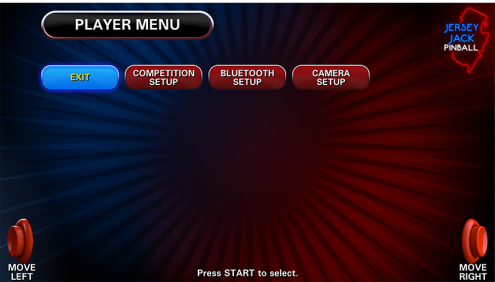 PLAYER MENU
JERSEY
JACK
PINBALL
EXIT
COMPETITION
SETUP
BLUETOOTH
SETUP
CAMERA
SETUP
MOVE
LEFT
Press START to select.
MOVE
RIGHT